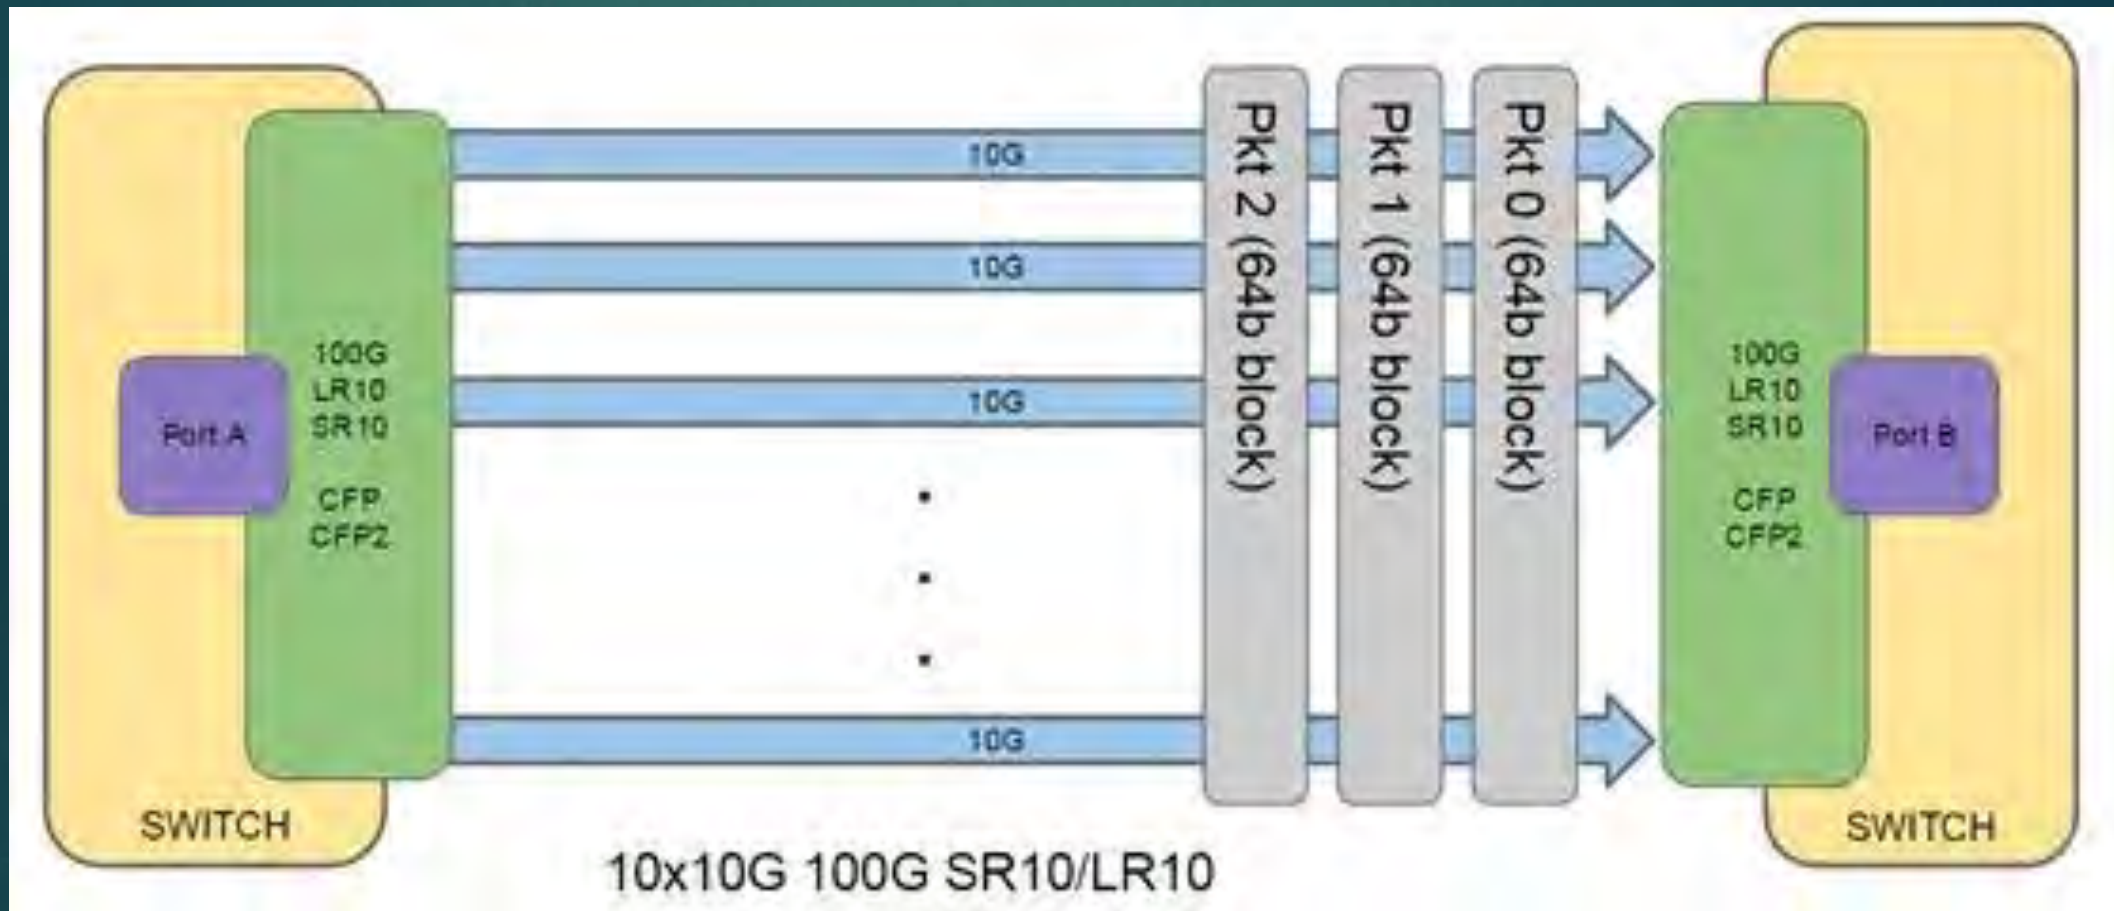 Port A
100G
LR10
SR10
CFP
CFP2
SWITCH
10G
10G
10G
10G
Pkt 2 (64b block)
Pkt 1 (64b block)
Pkt 0 (64b block)
100G
LR10
SR10
CFP
CFP2
Port B
SWITCH
10x10G 100G SR10/LR10